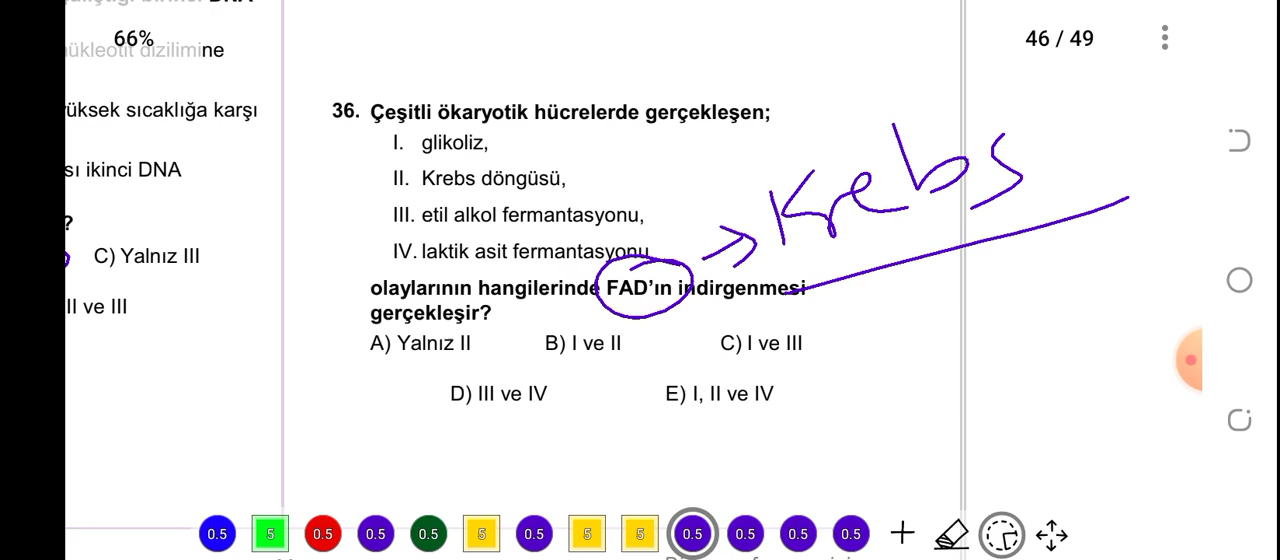 66%
46 / 49
nükleotit dizilimine
yüksek sıcaklığa karşı
sı ikinci DNA
?
C) Yalnız III
II ve III
36. Çeşitli ökaryotik hücrelerde gerçekleşen;
I. glikoliz,
II. Krebs döngüsü,
III. etil alkol fermantasyonu,
IV. laktik asit fermantasyonu
olaylarının hangilerinde FAD'ın indirgenmesi
gerçekleşir?
A) Yalnız II B) I ve II C) I ve III
D) III ve IV E) I, II ve IV
Krebs
0.5 5 0.5 0.5 0.5 5 0.5 5 5 0.5 0.5 0.5 0.5